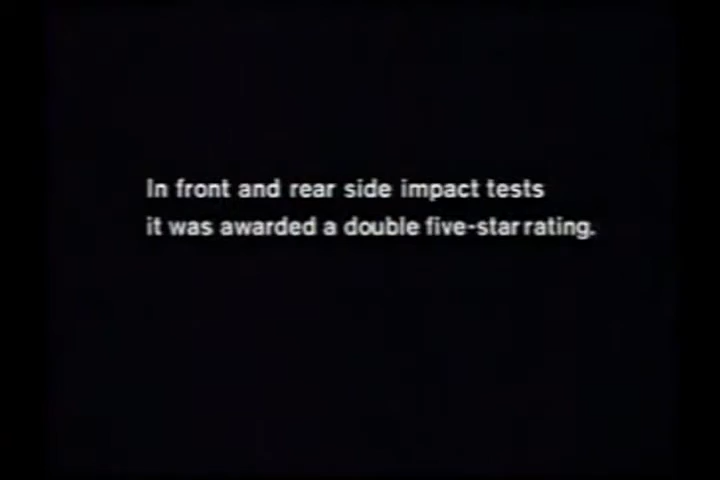 In front and rear side impact tests
it was awarded a double five-star rating.